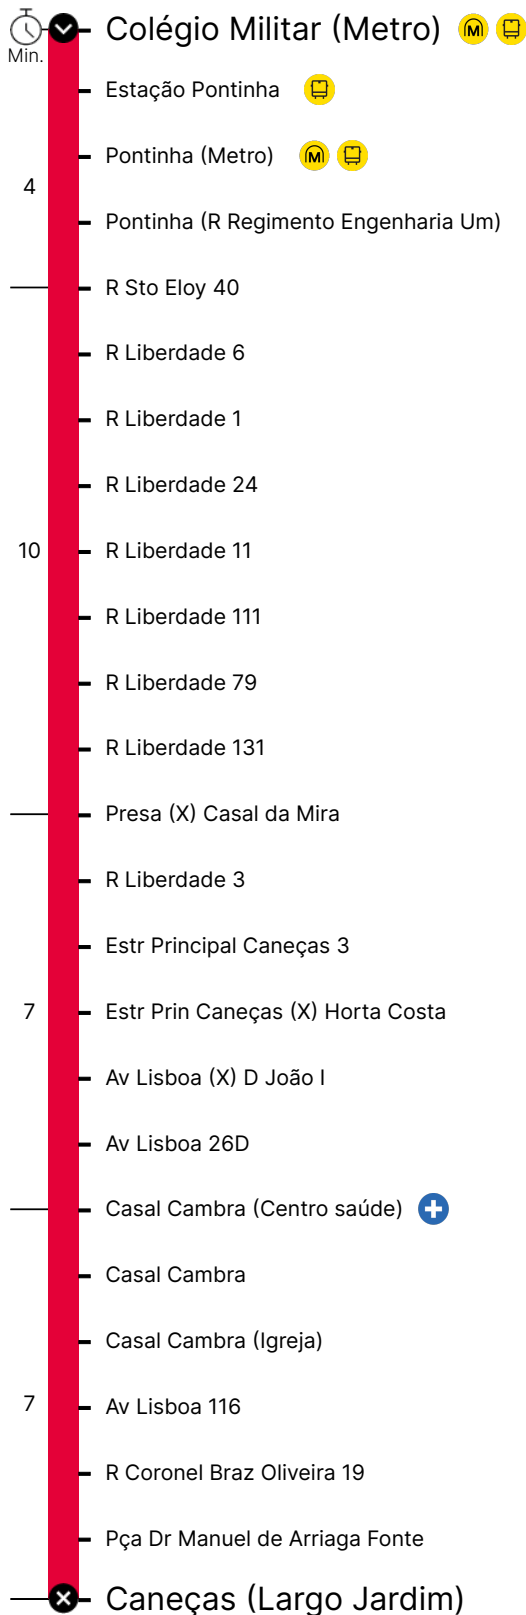 Colégio Militar (Metro)
Min.
Estação Pontinha
Pontinha (Metro)
4
Pontinha (R Regimento Engenharia Um)
R Sto Eloy 40
R Liberdade 6
R Liberdade 1
R Liberdade 24
10
R Liberdade 11
R Liberdade 111
R Liberdade 79
R Liberdade 131
Presa (X) Casal da Mira
R Liberdade 3
Estr Principal Caneças 3
7
Estr Prin Caneças (X) Horta Costa
Av Lisboa (X) D João I
Av Lisboa 26D
Casal Cambra (Centro saúde)
Casal Cambra
Casal Cambra (Igreja)
7
Av Lisboa 116
R Coronel Braz Oliveira 19
Pça Dr Manuel de Arriaga Fonte
Caneças (Largo Jardim)